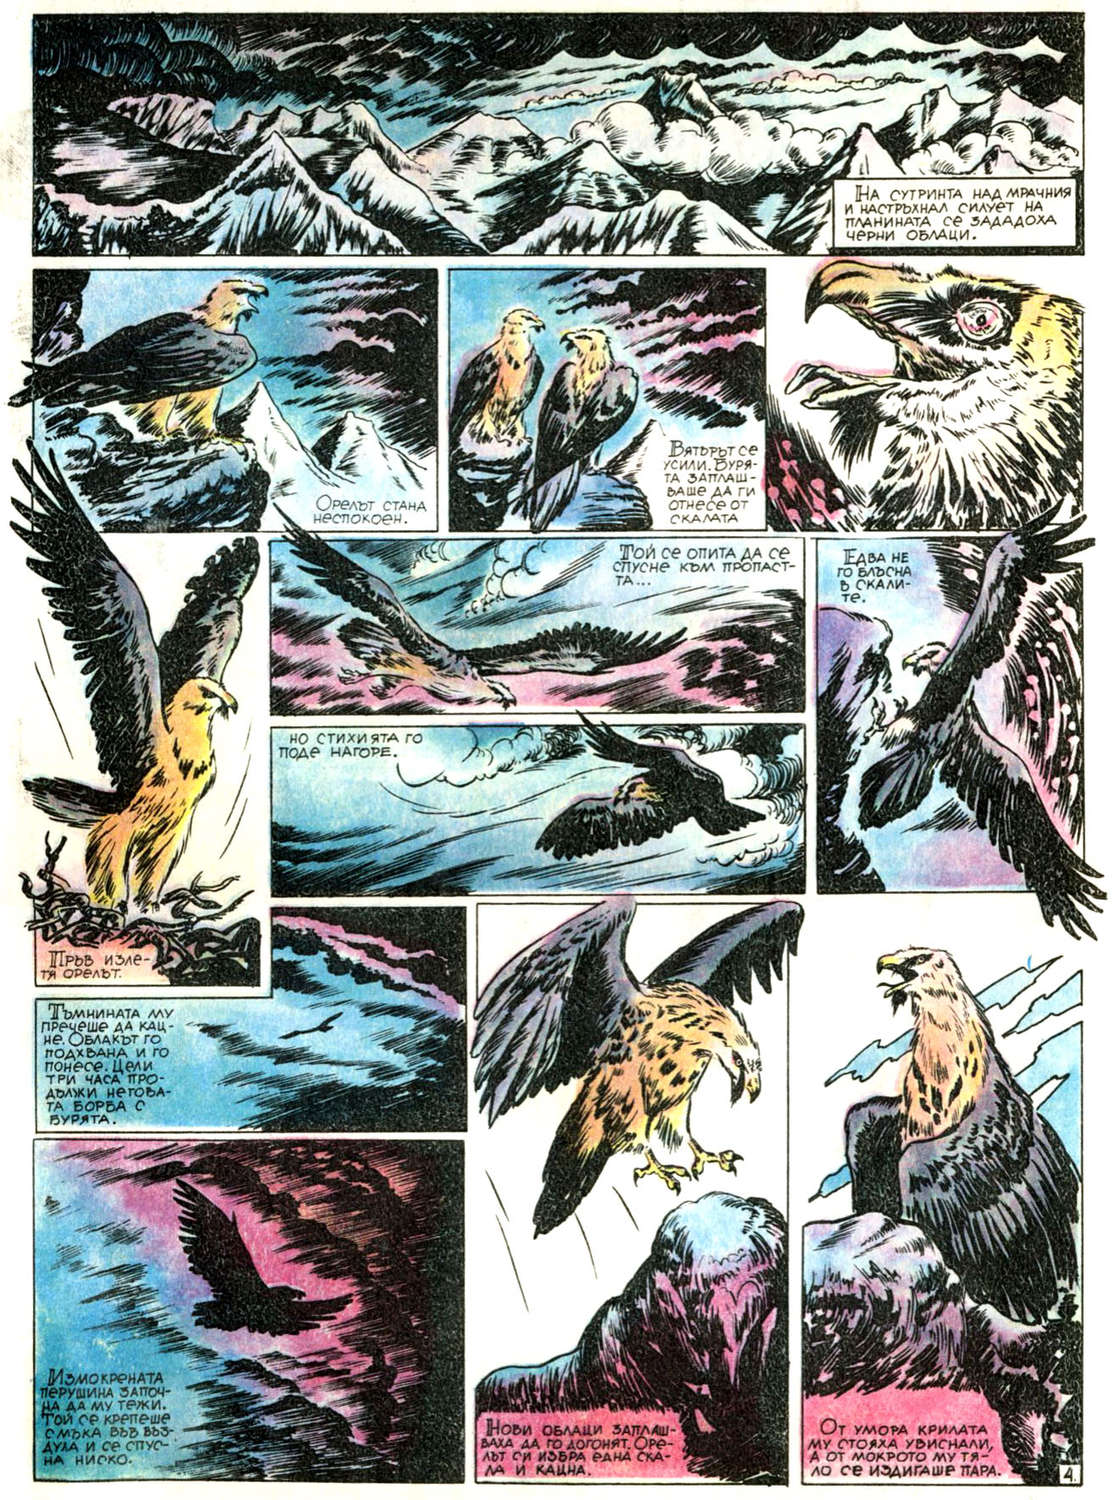 На сутринта над мрачния
и настръхнал силует на
планината се зададоха
черни облаци.
Орелът стана
неспокоен.
Вятърът се
усили. Буря-
та заплаш-
ваше да ги
отнесе от
скалата
Пръв изле-
тя орелът.
Той се опита да се
спусне към пропаст-
та...
но стихията го
поде нагоре.
Едва не
го блъсна
в скали-
те.
Тъмнината му
пречеше да кац-
не. Облакът го
подхвана и го
понесе. Цели
три часа про-
дължи негова-
та борба с
бурята.
Измокрената
перушина започ-
на да му тежи.
Той се крепеше
с мъка във въз-
духа и се спус-
на ниско.
Нови облаци заплаш-
ваха да го догонят. Оре-
лът си избра една ска-
ла и кацна.
От умора крилата
му стояха увиснали,
а от мокрото му тя-
ло се издигаше пара.
4.